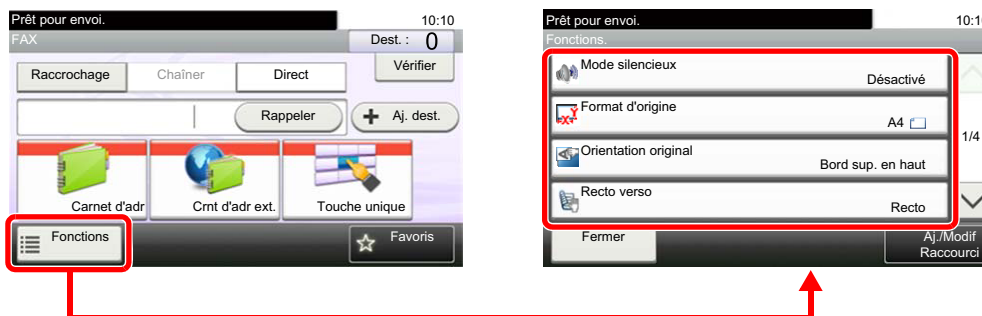 Prêt pour envoi.
10:10
FAX
Dest. : 0
Vérifier
Raccrochage
Chaîner
Direct
Rappeler
Aj. dest.
Carnet d'adr
Crnt d'adr ext.
Touche unique
Fonctions
Favoris
Prêt pour envoi.
10:1
Fonctions.
Mode silencieux
Désactivé
Format d'origine
A4
1/4
Orientation original
Bord sup. en haut
Recto verso
Recto
Fermer
Aj./Modif
Raccourci